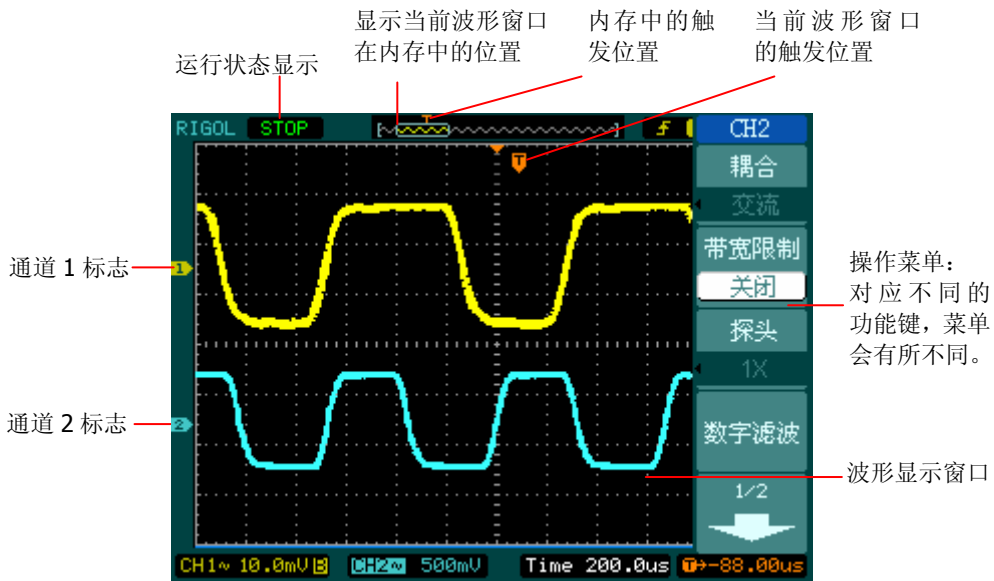 显示当前波形窗口
在内存中的位置
内存中的触
发位置
当前波形窗口
的触发位置
运行状态显示
RIGOL STOP T CH2
T
耦合
交流
通道 1 标志
1
带宽限制
关闭
操作菜单：
对应不同的
功能键，菜单
会有所不同。
探头
1X
通道 2 标志
2
数字滤波
波形显示窗口
1/2
CH1~ 10.0mV B CH2~ 500mV Time 200.0us T→-88.00us